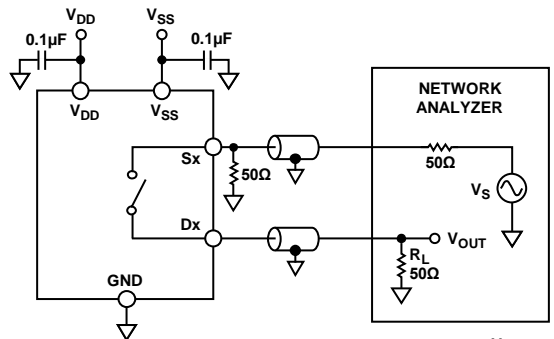 VDD
VSS
0.1µF
0.1µF
VDD
VSS
NETWORK
ANALYZER
Sx
50Ω
50Ω
VS
Dx
VOUT
RL
50Ω
GND